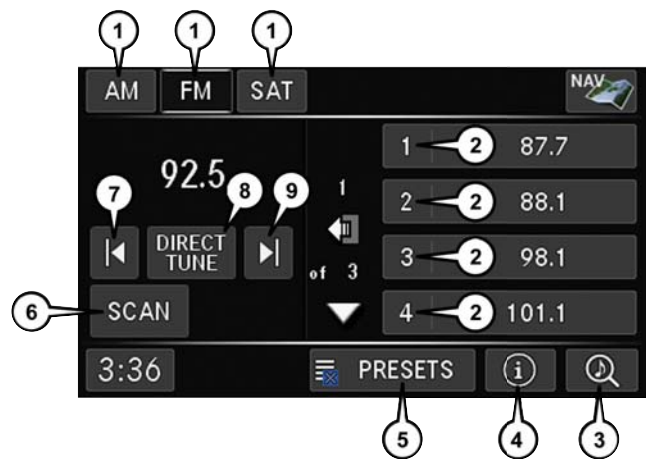 1 1 1
AM FM SAT NAV
1 2 87.7
92.5
7 8 9 1 2 2 88.1
DIRECT
TUNE
of 3 3 2 98.1
6 SCAN 4 2 101.1
3:36 PRESETS i
5 4 3